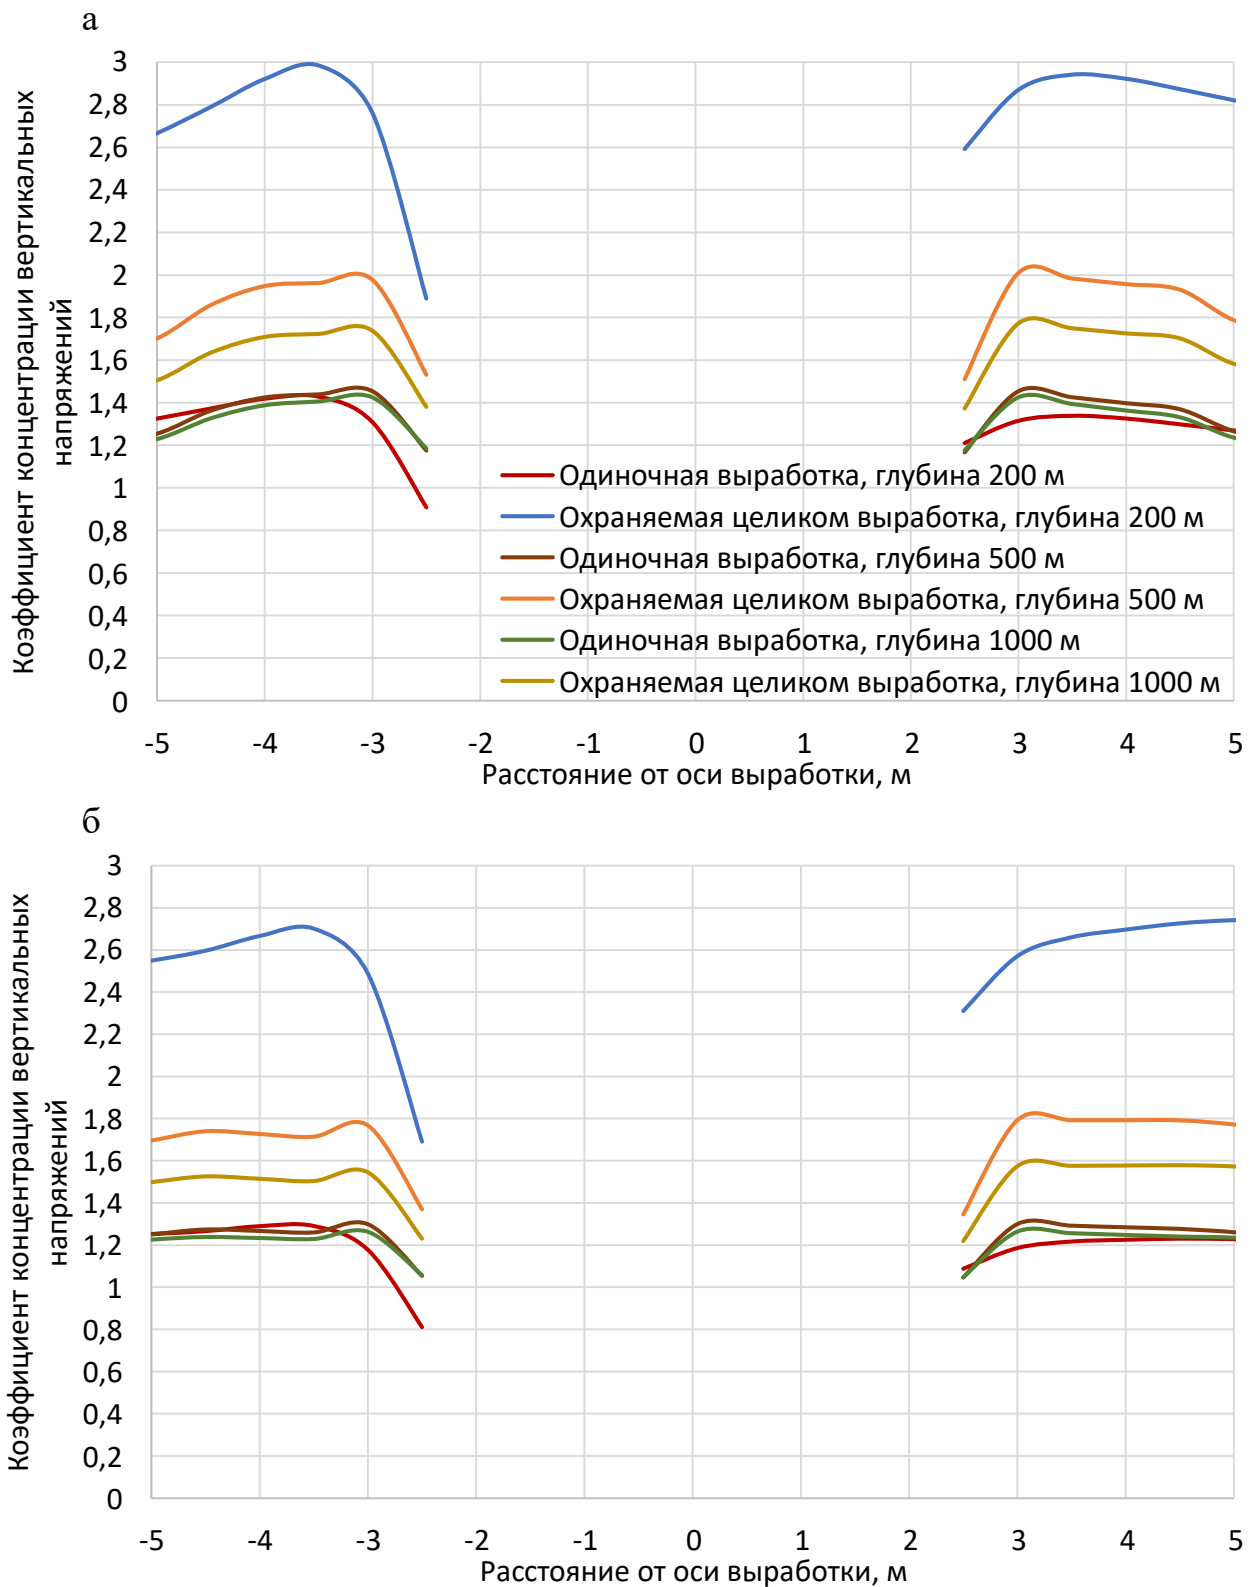 а
Коэффициент концентрации вертикальных
напряжений
3
2,8
2,6
2,4
2,2
2
1,8
1,6
1,4
1,2
1
0,8
0,6
0,4
0,2
0
Одиночная выработка, глубина 200 м
Охраняемая целиком выработка, глубина 200 м
Одиночная выработка, глубина 500 м
Охраняемая целиком выработка, глубина 500 м
Одиночная выработка, глубина 1000 м
Охраняемая целиком выработка, глубина 1000 м
-5 -4 -3 -2 -1 0 1 2 3 4 5
Расстояние от оси выработки, м
б
Коэффициент концентрации вертикальных
напряжений
3
2,8
2,6
2,4
2,2
2
1,8
1,6
1,4
1,2
1
0,8
0,6
0,4
0,2
0
-5 -4 -3 -2 -1 0 1 2 3 4 5
Расстояние от оси выработки, м